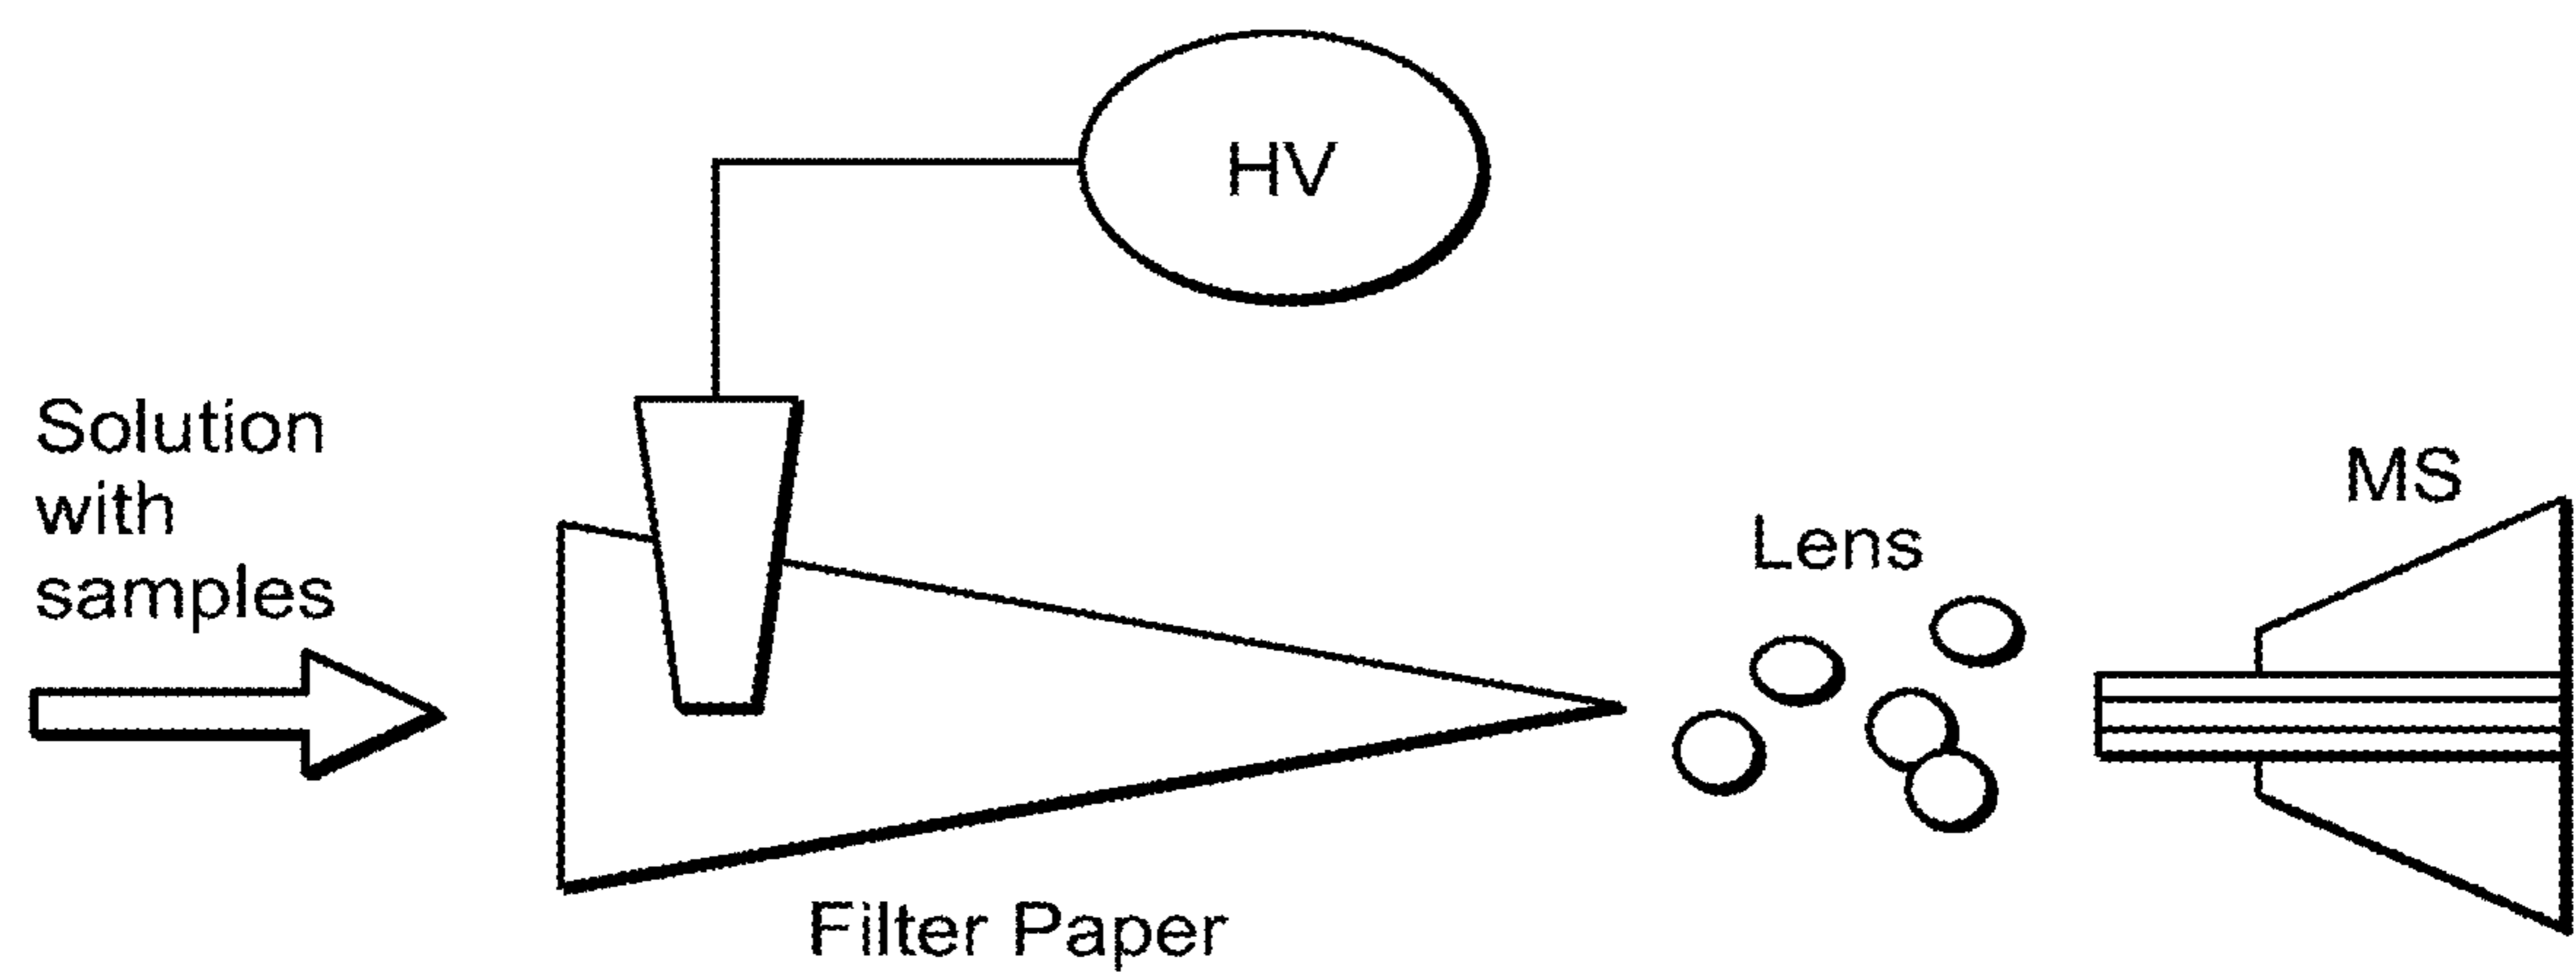 HV
Solution
with
samples
MS
Lens
Filter Paper